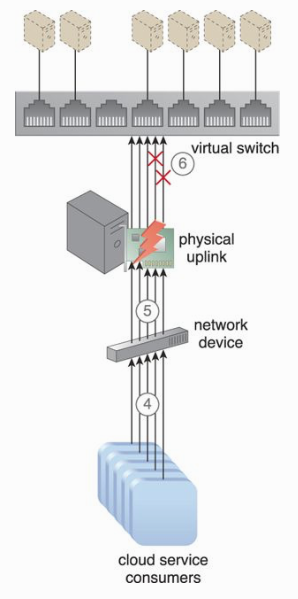 virtual switch
6
physical
uplink
5
network
device
4
cloud service
consumers